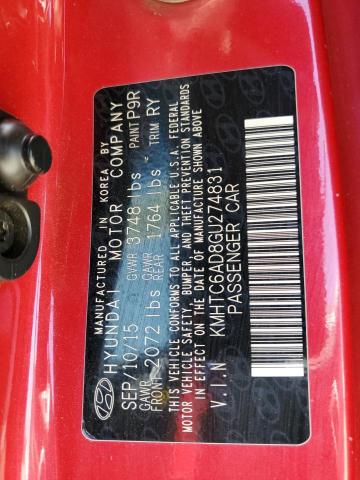 MANUFACTURED IN KOREA BY
HYUNDAI MOTOR COMPANY
SEP/10/15 GVWR 3748 lbs PAINT P9R
GAWR FRONT 2072 lbs GAWR REAR 1764 lbs TRIM RY
THIS VEHICLE CONFORMS TO ALL APPLICABLE U.S.A. FEDERAL
MOTOR VEHICLE SAFETY, BUMPER, AND THEFT PREVENTION STANDARDS
IN EFFECT ON THE DATE OF MANUFACTURE SHOWN ABOVE
V.I.N KMHTC6AD8GU274891
PASSENGER CAR